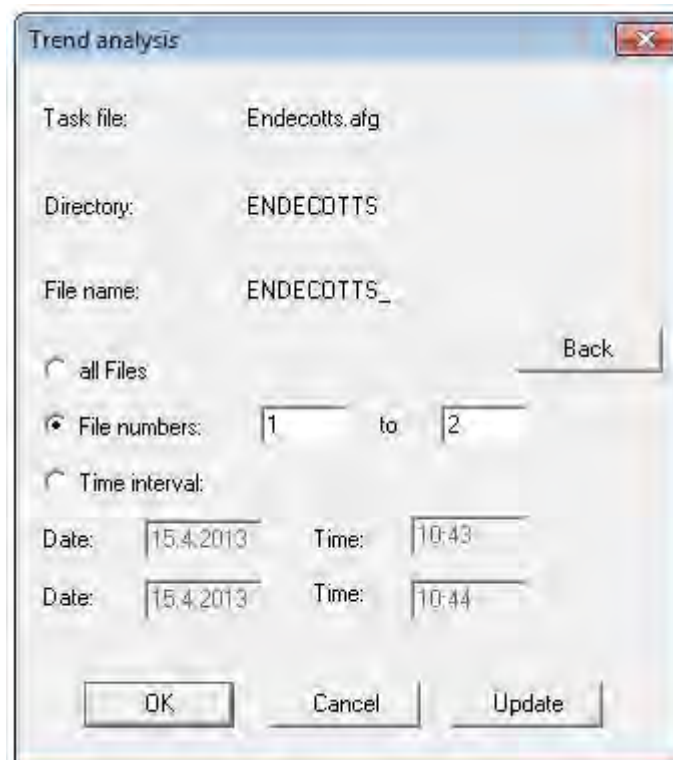 Trend analysis
Task file: Endecotts.afg
Directory: ENDECOTTS
File name: ENDECOTTS_
Back
all Files
File numbers: 1 to 2
Time interval:
Date: 15.4.2013 Time: 10:43
Date: 15.4.2013 Time: 10:44
OK Cancel Update